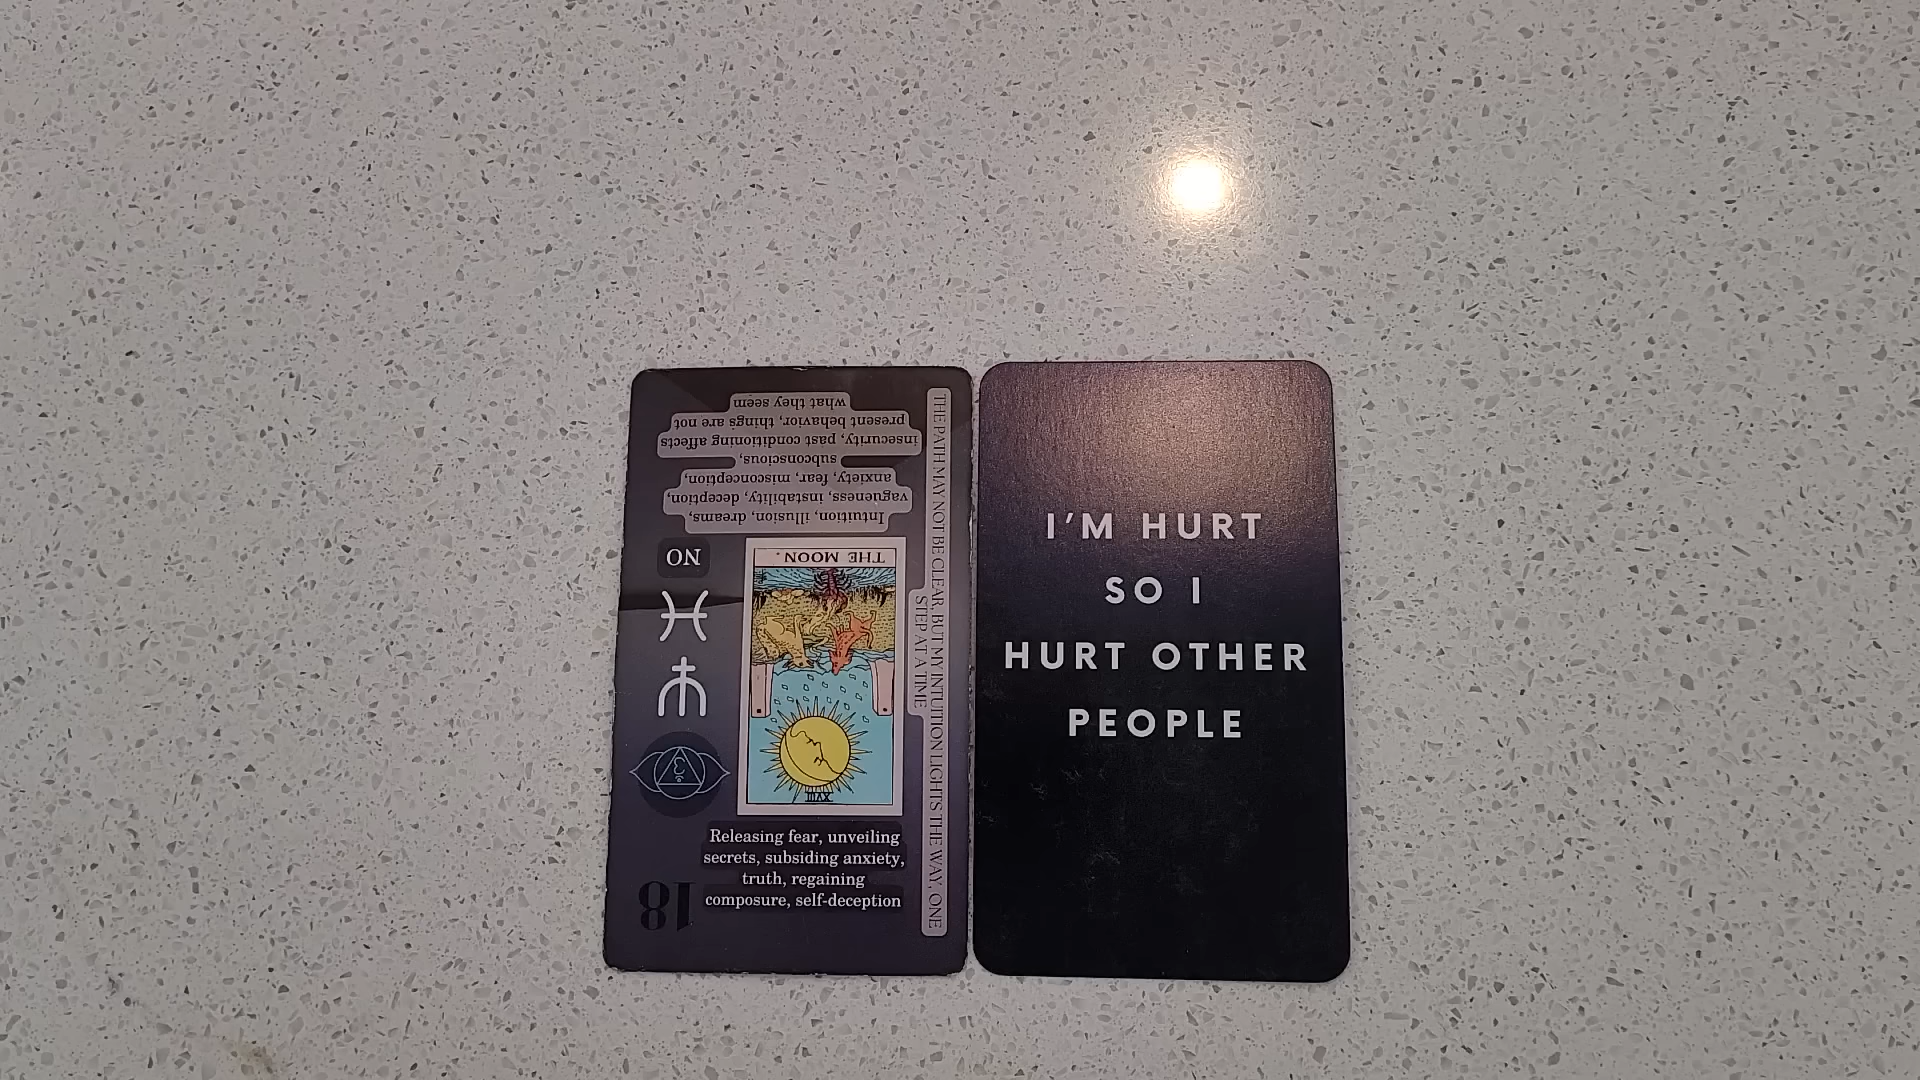 Intuition, illusion, dreams,
vagueness, instability, deception,
anxiety, fear, misconception,
subconscious,
insecurity, past conditioning affects
present behavior, things are not
what they seem
THE PATH MAY NOT BE CLEAR, BUT MY INTUITION LIGHTS THE WAY, ONE
STEP AT A TIME
NO
THE MOON.
XVIII
Releasing fear, unveiling
secrets, subsiding anxiety,
truth, regaining
composure, self-deception
18
I'M HURT
SO I
HURT OTHER
PEOPLE